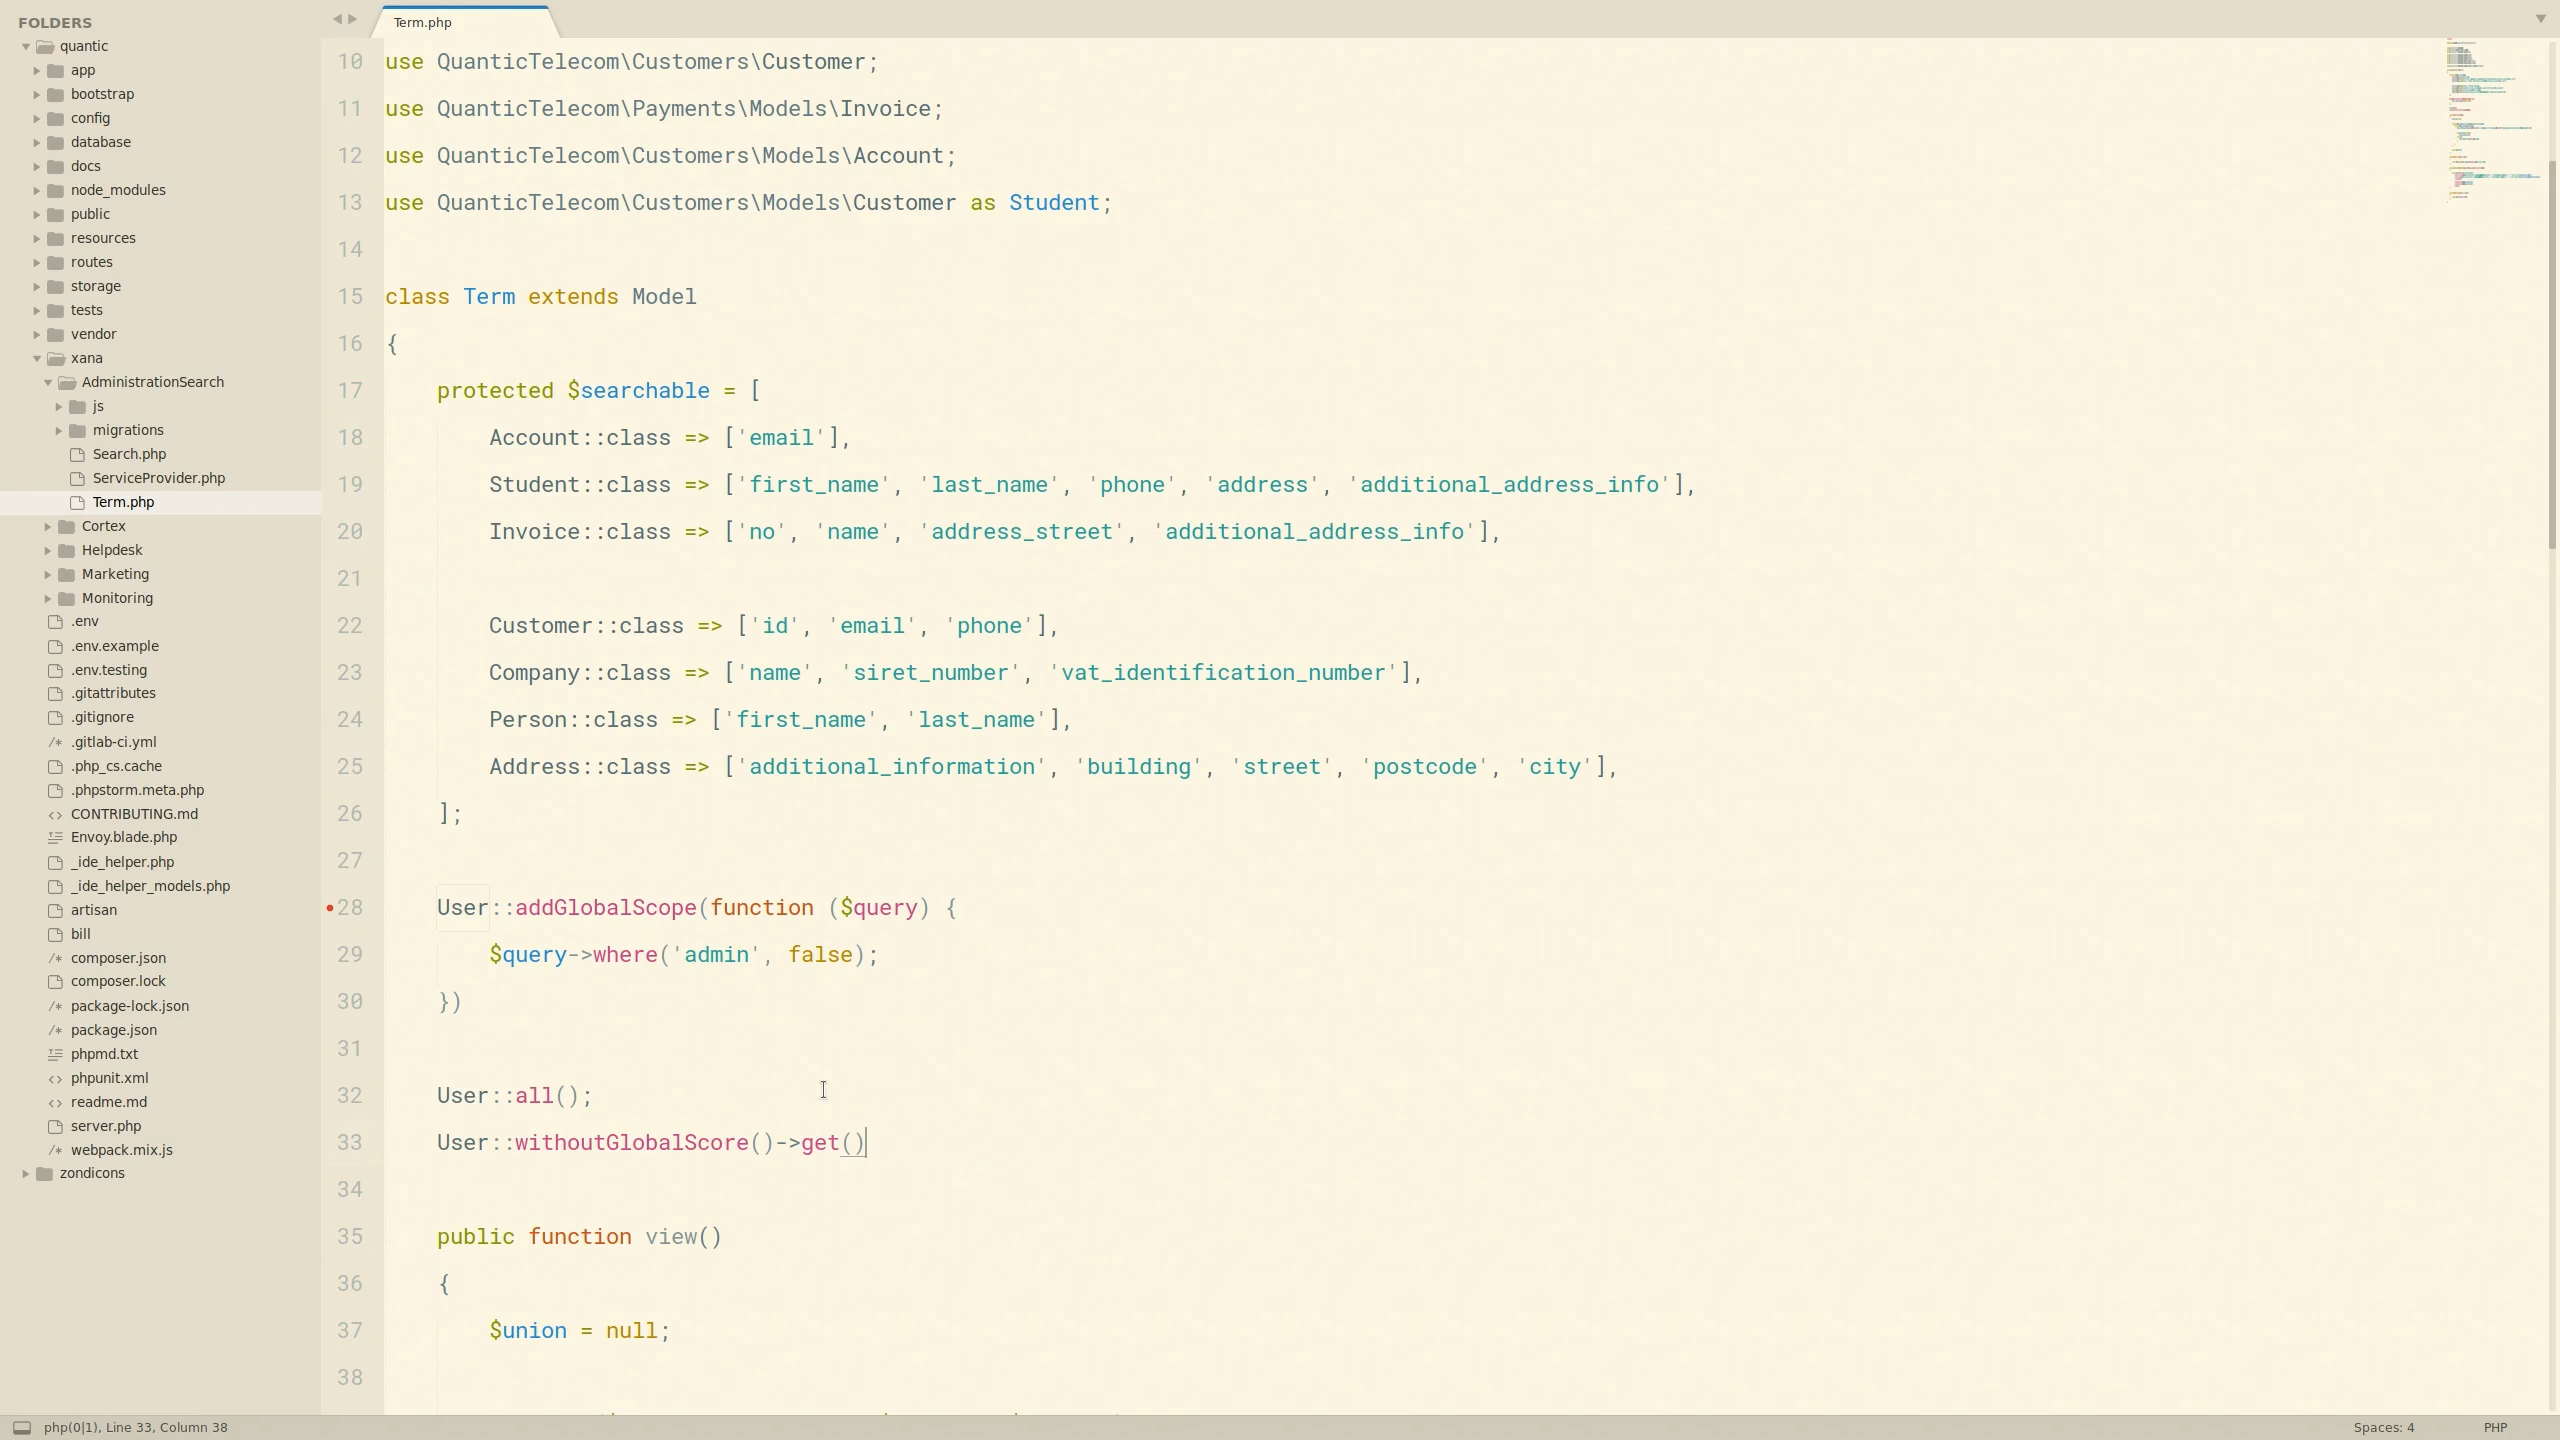 FOLDERS
quantic
app
bootstrap
config
database
docs
node_modules
public
resources
routes
storage
tests
vendor
xana
AdministrationSearch
js
migrations
Search.php
ServiceProvider.php
Term.php
Cortex
Helpdesk
Marketing
Monitoring
.env
.env.example
.env.testing
.gitattributes
.gitignore
.gitlab-ci.yml
.php_cs.cache
.phpstorm.meta.php
CONTRIBUTING.md
Envoy.blade.php
_ide_helper.php
_ide_helper_models.php
artisan
bill
composer.json
composer.lock
package-lock.json
package.json
phpmd.txt
phpunit.xml
readme.md
server.php
webpack.mix.js
zondicons
Term.php
10 use QuanticTelecom\Customers\Customer;
11 use QuanticTelecom\Payments\Models\Invoice;
12 use QuanticTelecom\Customers\Models\Account;
13 use QuanticTelecom\Customers\Models\Customer as Student;
14
15 class Term extends Model
16 {
17     protected $searchable = [
18         Account::class => ['email'],
19         Student::class => ['first_name', 'last_name', 'phone', 'address', 'additional_address_info'],
20         Invoice::class => ['no', 'name', 'address_street', 'additional_address_info'],
21
22         Customer::class => ['id', 'email', 'phone'],
23         Company::class => ['name', 'siret_number', 'vat_identification_number'],
24         Person::class => ['first_name', 'last_name'],
25         Address::class => ['additional_information', 'building', 'street', 'postcode', 'city'],
26     ];
27
28     User::addGlobalScope(function ($query) {
29         $query->where('admin', false);
30     })
31
32     User::all();
33     User::withoutGlobalScore()->get()
34
35     public function view()
36     {
37         $union = null;
38
php(0|1), Line 33, Column 38
Spaces: 4
PHP